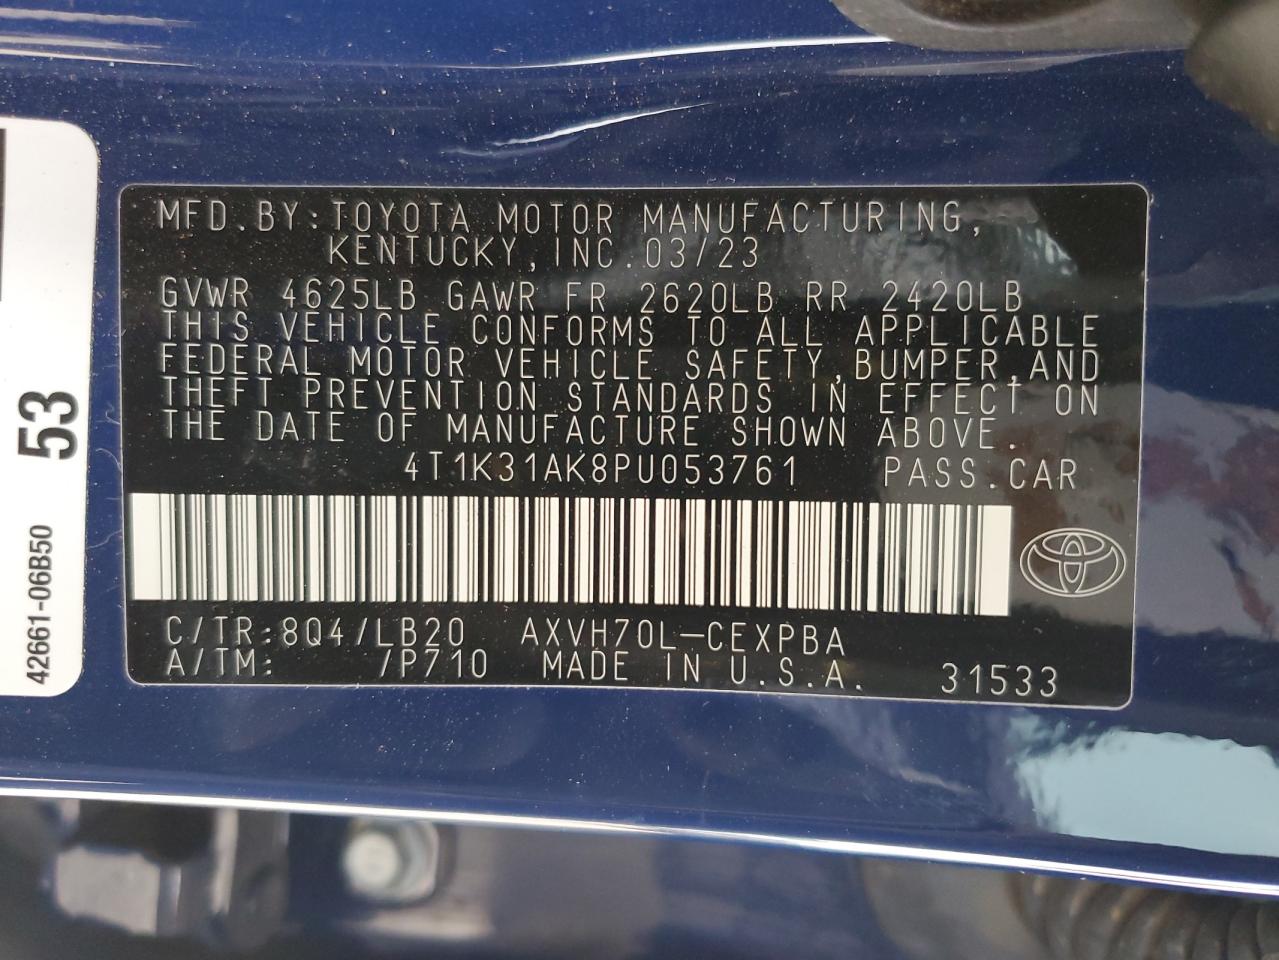 MFD.BY:TOYOTA MOTOR MANUFACTURING,
KENTUCKY,INC.03/23
GVWR 4625LB GAWR FR 2620LB RR 2420LB
THIS VEHICLE CONFORMS TO ALL APPLICABLE
FEDERAL MOTOR VEHICLE SAFETY,BUMPER,AND
THEFT PREVENTION STANDARDS IN EFFECT ON
THE DATE OF MANUFACTURE SHOWN ABOVE.
4T1K31AK8PU053761 PASS.CAR
C/TR:8Q4/LB20 AXVH70L-CEXPBA
A/TM: /P710 MADE IN U.S.A. 31533
53
42661-06B50